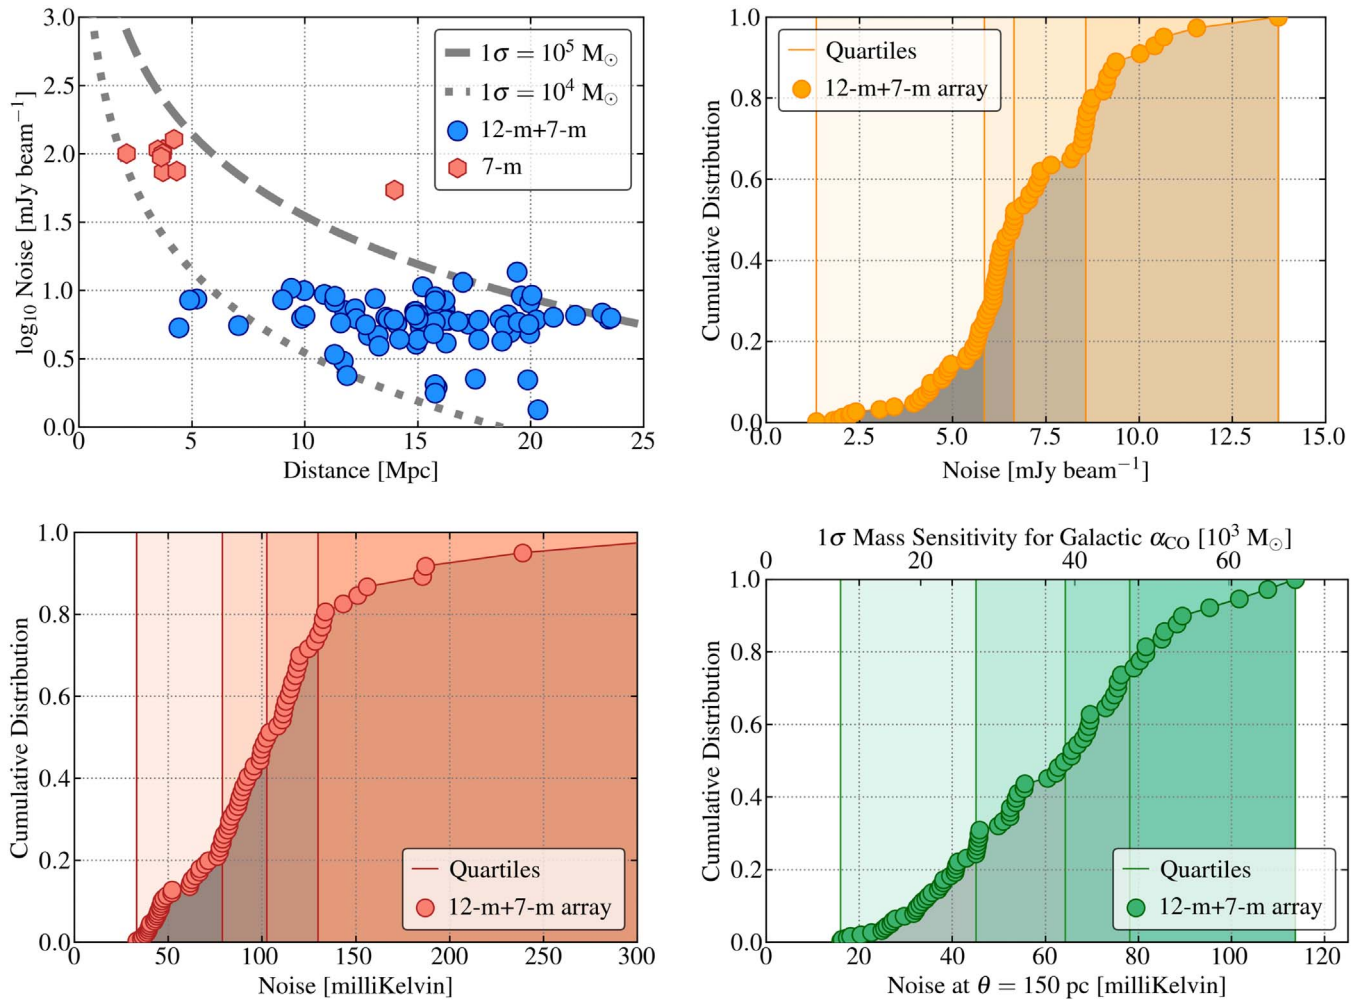 3.0
2.5
2.0
1.5
1.0
0.5
0.0
log₁₀ Noise [mJy beam⁻¹]
1σ = 10⁵ M☉
1σ = 10⁴ M☉
12-m+7-m
7-m
0 5 10 15 20 25
Distance [Mpc]
1.0
0.8
0.6
0.4
0.2
0.0
Cumulative Distribution
Quartiles
12-m+7-m array
0.0 2.5 5.0 7.5 10.0 12.5 15.0
Noise [mJy beam⁻¹]
1.0
0.8
0.6
0.4
0.2
0.0
Cumulative Distribution
Quartiles
12-m+7-m array
0 50 100 150 200 250 300
Noise [milliKelvin]
1σ Mass Sensitivity for Galactic α_CO [10³ M☉]
0 20 40 60
1.0
0.8
0.6
0.4
0.2
0.0
Cumulative Distribution
Quartiles
12-m+7-m array
0 20 40 60 80 100 120
Noise at θ = 150 pc [milliKelvin]